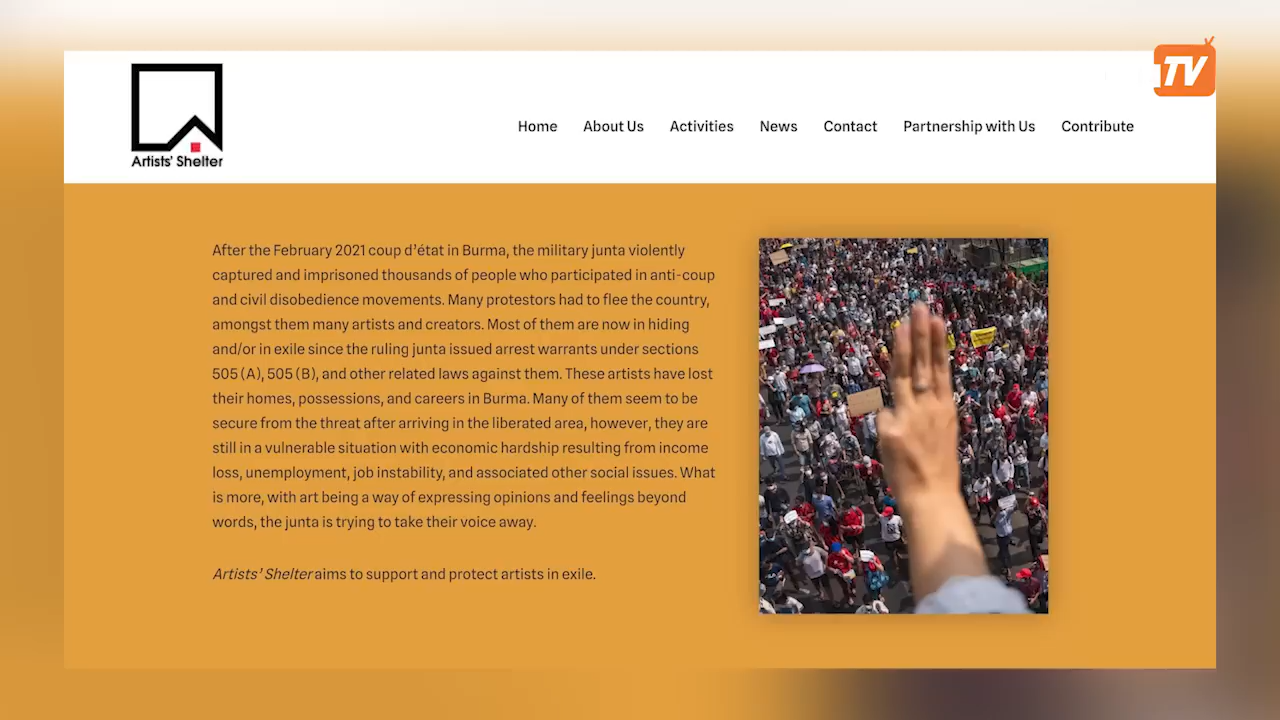 TV
Artists' Shelter
Home About Us Activities News Contact Partnership with Us Contribute
After the February 2021 coup d’état in Burma, the military junta violently
captured and imprisoned thousands of people who participated in anti-coup
and civil disobedience movements. Many protestors had to flee the country,
amongst them many artists and creators. Most of them are now in hiding
and/or in exile since the ruling junta issued arrest warrants under sections
505 (A), 505 (B), and other related laws against them. These artists have lost
their homes, possessions, and careers in Burma. Many of them seem to be
secure from the threat after arriving in the liberated area, however, they are
still in a vulnerable situation with economic hardship resulting from income
loss, unemployment, job instability, and associated other social issues. What
is more, with art being a way of expressing opinions and feelings beyond
words, the junta is trying to take their voice away.
Artists’ Shelter aims to support and protect artists in exile.